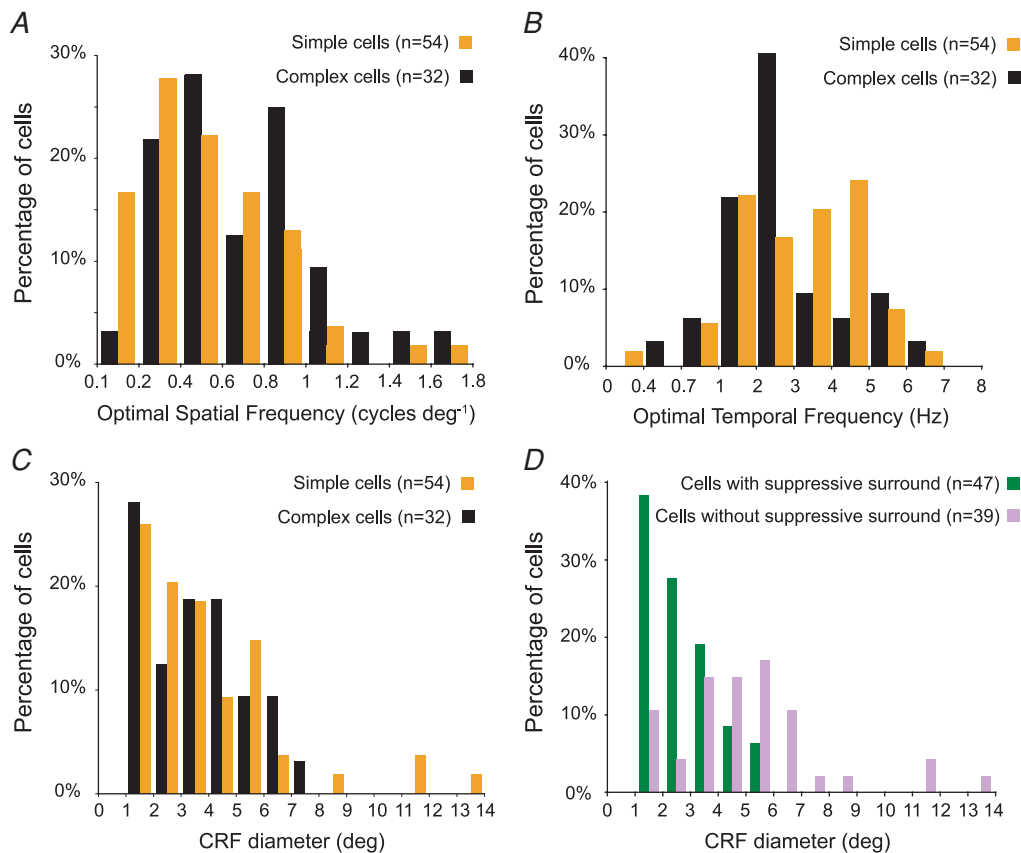 A
30%
20%
10%
0%
Percentage of cells
Simple cells (n=54)
Complex cells (n=32)
0.1 0.2 0.4 0.6 0.8 1 1.2 1.4 1.6 1.8
Optimal Spatial Frequency (cycles deg⁻¹)
B
40%
30%
20%
10%
0%
Percentage of cells
Simple cells (n=54)
Complex cells (n=32)
0 0.4 0.7 1 2 3 4 5 6 7 8
Optimal Temporal Frequency (Hz)
C
30%
20%
10%
0%
Percentage of cells
Simple cells (n=54)
Complex cells (n=32)
0 1 2 3 4 5 6 7 8 9 10 11 12 13 14
CRF diameter (deg)
D
40%
30%
20%
10%
0%
Percentage of cells
Cells with suppressive surround (n=47)
Cells without suppressive surround (n=39)
0 1 2 3 4 5 6 7 8 9 10 11 12 13 14
CRF diameter (deg)